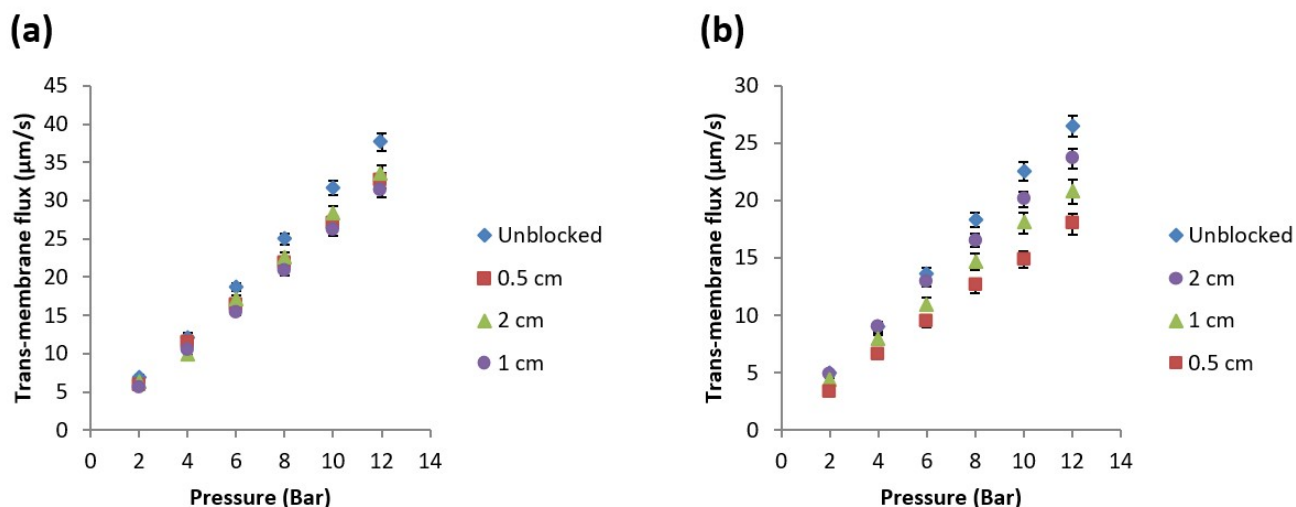 (a)
Trans-membrane flux (µm/s)
45
40
35
30
25
20
15
10
5
0
0 2 4 6 8 10 12 14
Pressure (Bar)
Unblocked
0.5 cm
2 cm
1 cm
(b)
Trans-membrane flux (µm/s)
30
25
20
15
10
5
0
0 2 4 6 8 10 12 14
Pressure (Bar)
Unblocked
2 cm
1 cm
0.5 cm